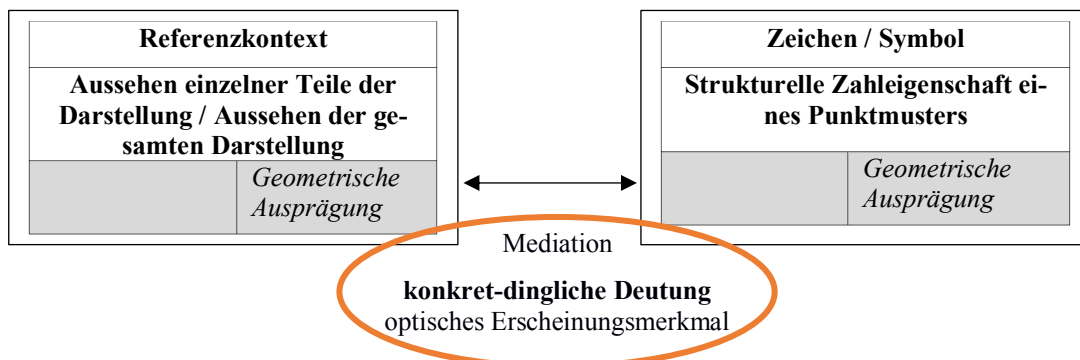 Referenzkontext
Aussehen einzelner Teile der
Darstellung / Aussehen der ge-
samten Darstellung
Geometrische
Ausprägung
Zeichen / Symbol
Strukturelle Zahleigenschaft ei-
nes Punktmusters
Geometrische
Ausprägung
Mediation
konkret-dingliche Deutung
optisches Erscheinungsmerkmal